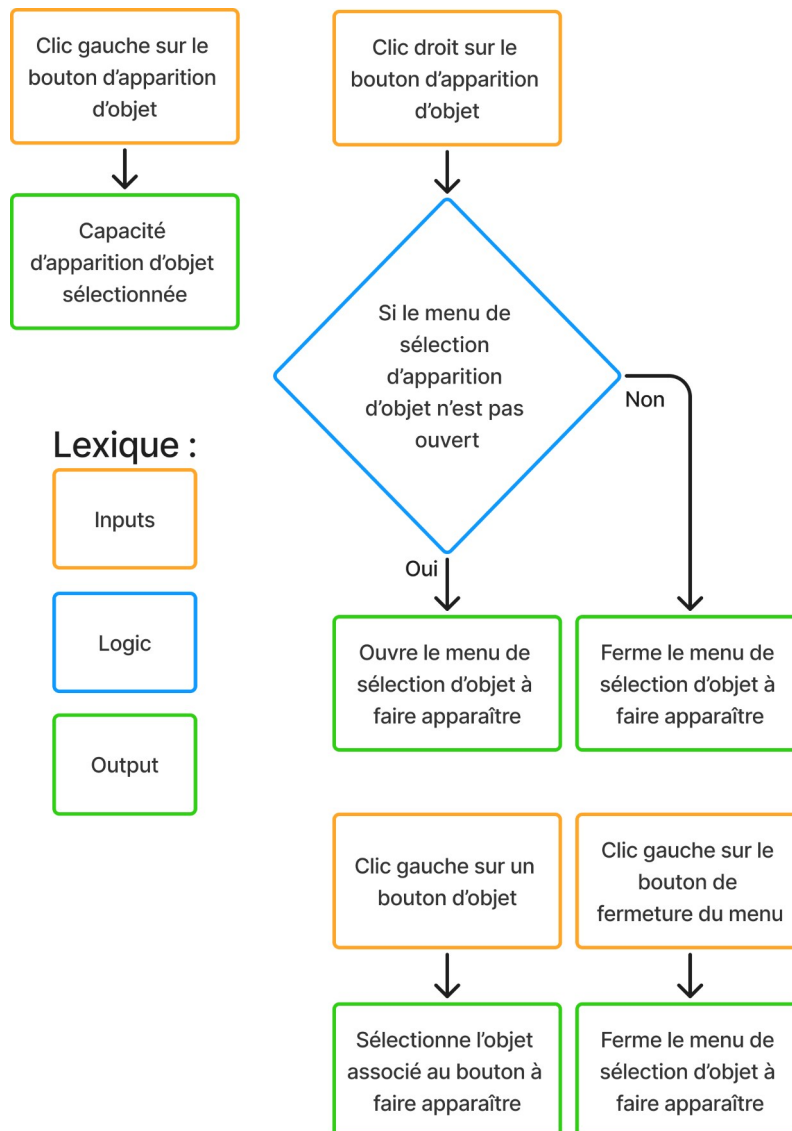 Clic gauche sur le
bouton d'apparition
d'objet
Clic droit sur le
bouton d'apparition
d'objet
Capacité
d'apparition d'objet
sélectionnée
Si le menu de
sélection
d'apparition
d'objet n'est pas
ouvert
Non
Oui
Lexique :
Inputs
Logic
Output
Ouvre le menu de
sélection d'objet à
faire apparaître
Ferme le menu de
sélection d'objet à
faire apparaître
Clic gauche sur un
bouton d'objet
Clic gauche sur le
bouton de
fermeture du menu
Sélectionne l'objet
associé au bouton à
faire apparaître
Ferme le menu de
sélection d'objet à
faire apparaître